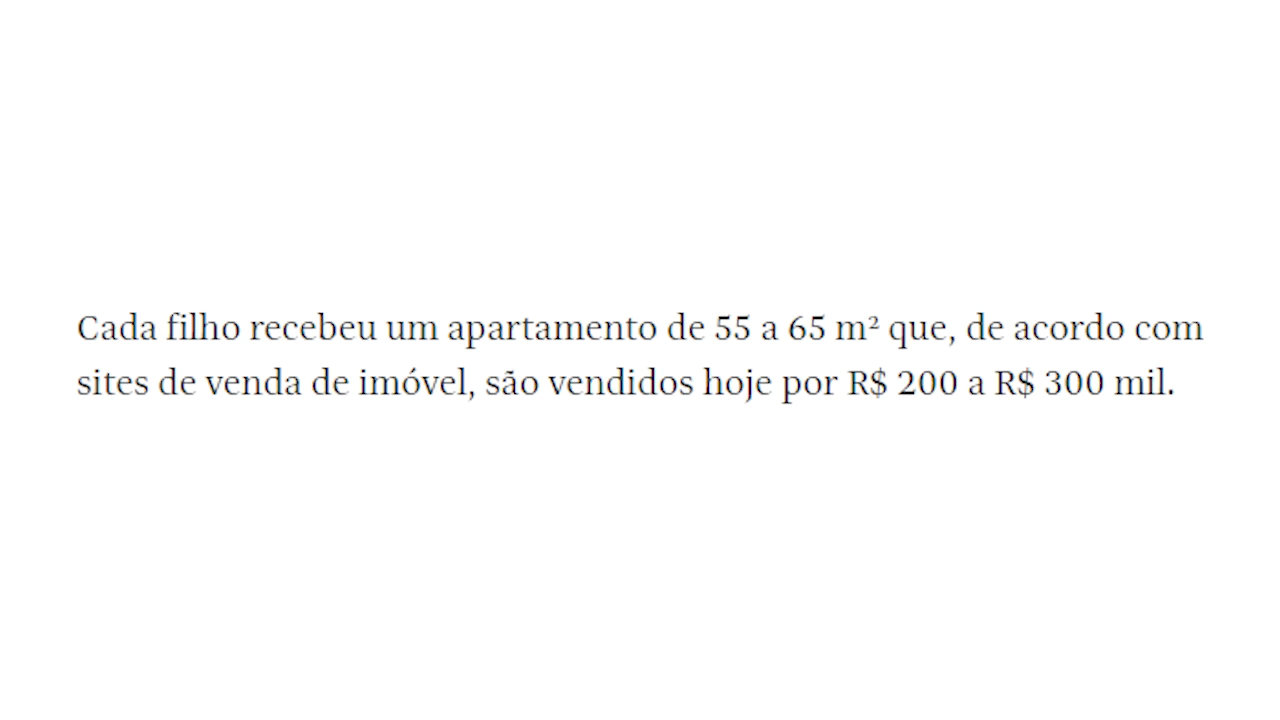 Cada filho recebeu um apartamento de 55 a 65 m² que, de acordo com
sites de venda de imóvel, são vendidos hoje por R$ 200 a R$ 300 mil.